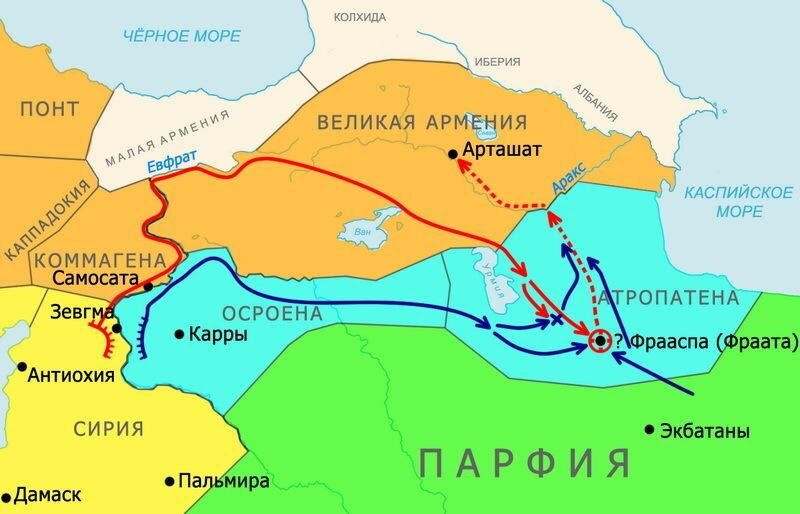 КОЛХИДА
ЧЁРНОЕ МОРЕ
ИБЕРИЯ
АЛБАНИЯ
ПОНТ
МАЛАЯ АРМЕНИЯ
ВЕЛИКАЯ АРМЕНИЯ
Севан
Арташат
Евфрат
Аракс
КАСПИЙСКОЕ
МОРЕ
КАППАДОКИЯ
Ван
КОММАГЕНА
Самосата
Урмия
АТРОПАТЕНА
Зевгма
ОСРОЕНА
Карры
? Фрааспа (Фраата)
Антиохия
СИРИЯ
Экбатаны
ПАРФИЯ
Пальмира
Дамаск